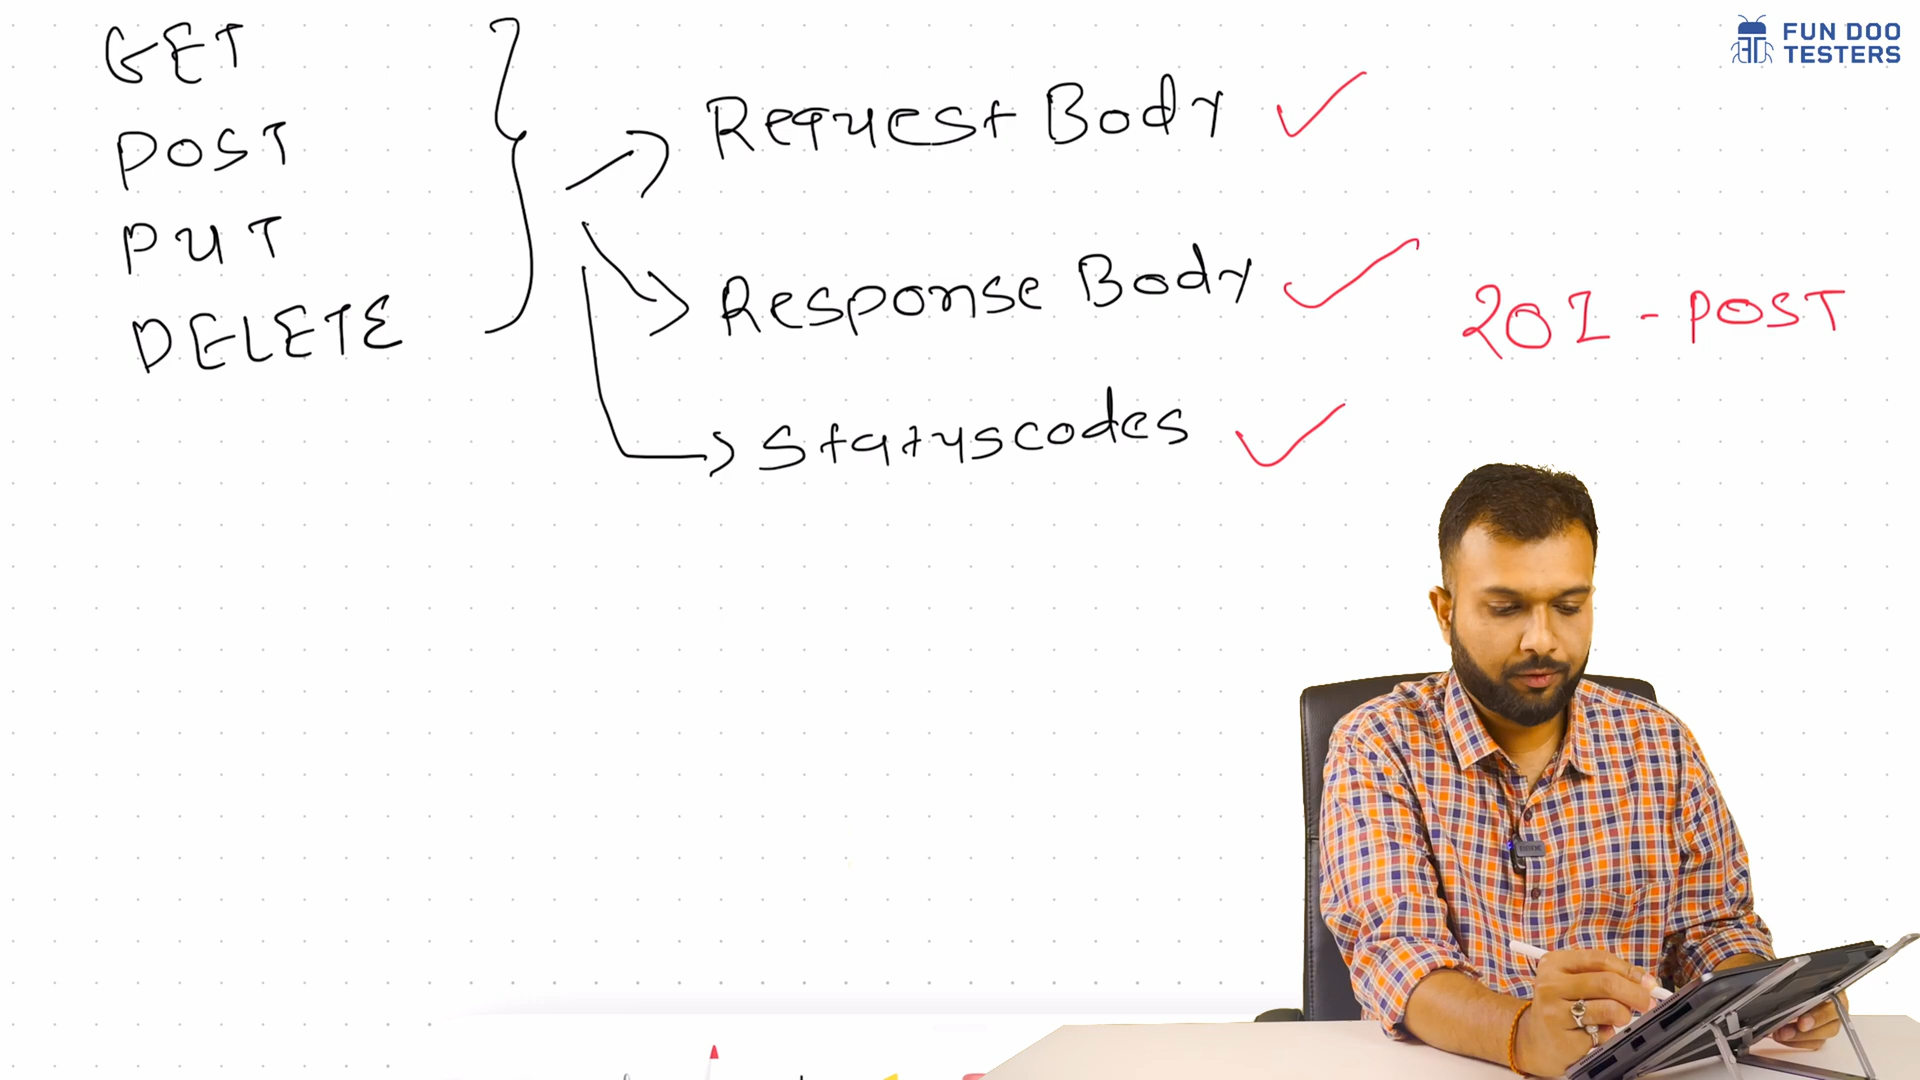 GET
POST
PUT
DELETE
Request Body
Response Body
Statuscodes
201 - POST
FUN DOO
TESTERS